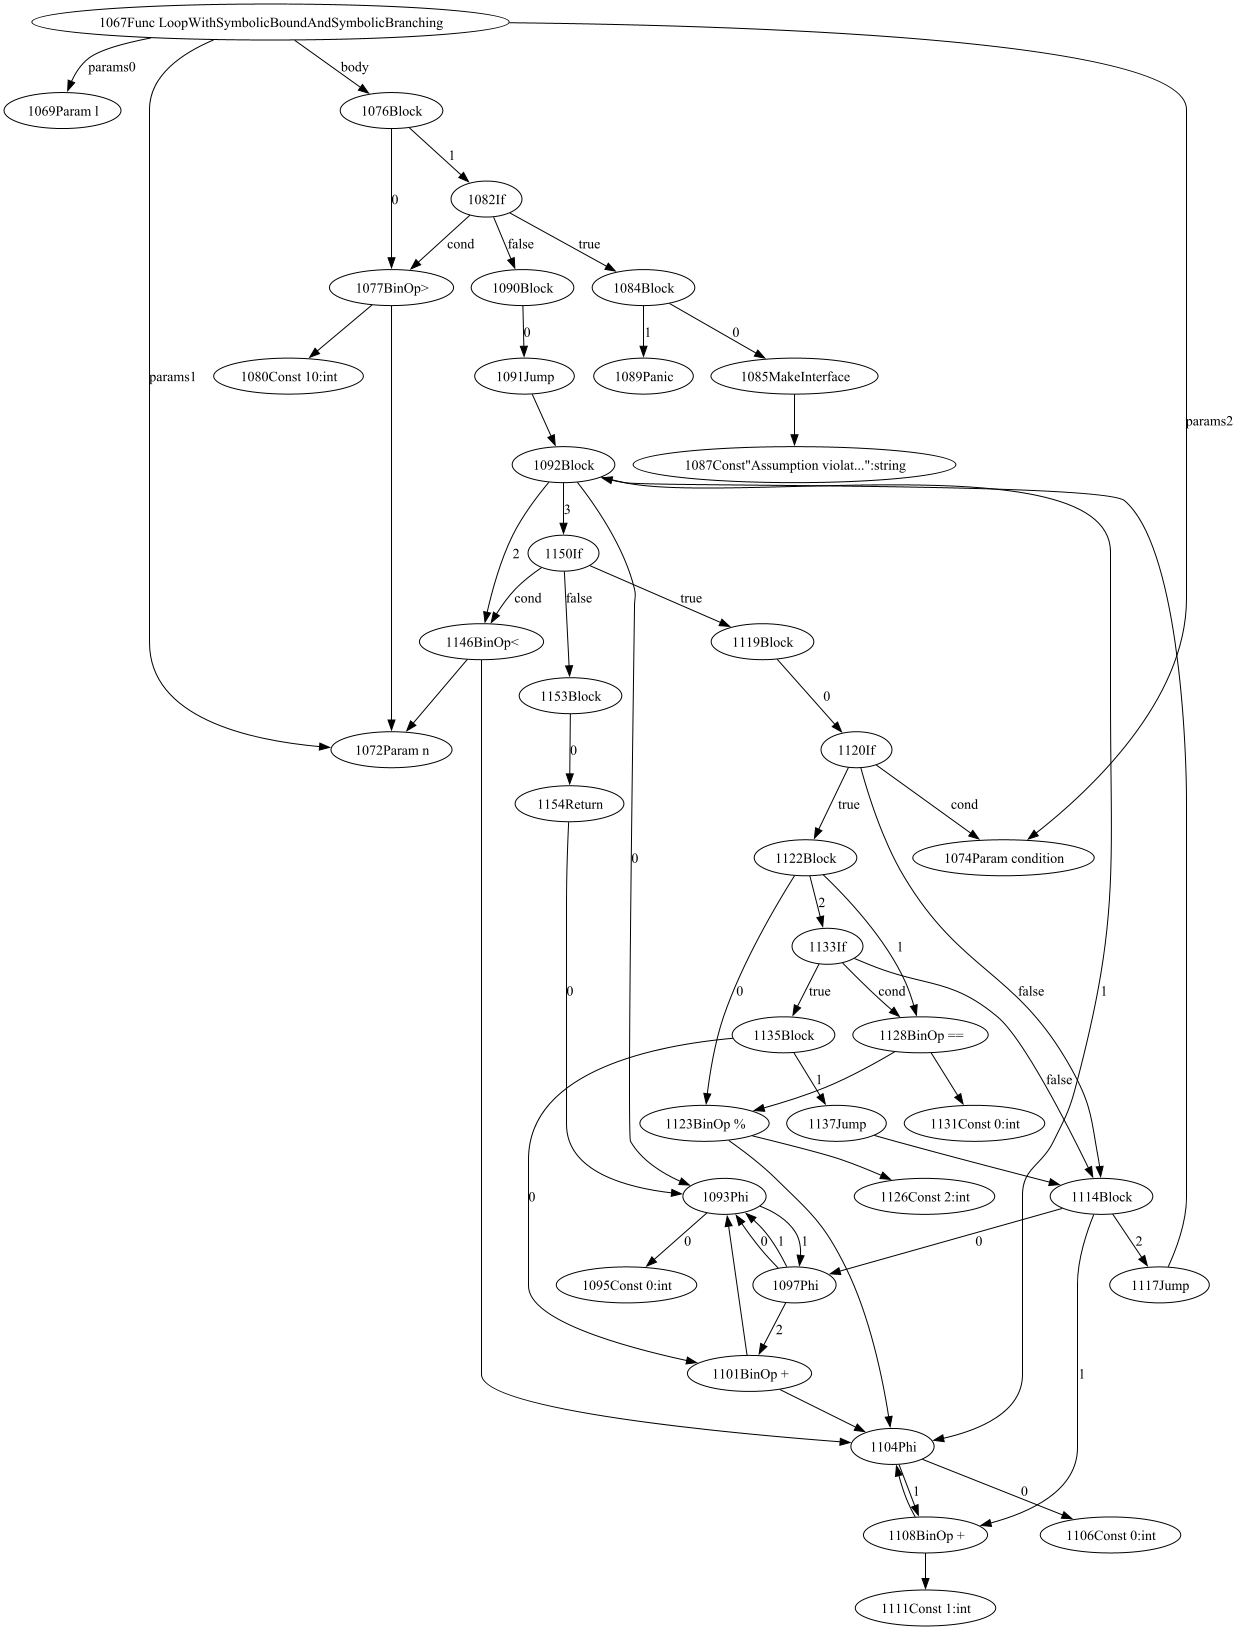 1067Func LoopWithSymbolicBoundAndSymbolicBranching
params0
body
1069Param l
1076Block
1
0
1082If
cond
false
true
1077BinOp>
1090Block
1084Block
0
1
0
1080Const 10:int
1091Jump
1089Panic
1085MakeInterface
params1
params2
1092Block
1087Const"Assumption violat...":string
3
2
1150If
cond
false
true
1146BinOp<
1119Block
1153Block
0
0
1072Param n
1120If
1154Return
true
cond
0
1122Block
1074Param condition
2
1
1133If
0
0
true
cond
false
1
1135Block
1128BinOp ==
1
false
1123BinOp %
1137Jump
1131Const 0:int
0
1093Phi
1126Const 2:int
1114Block
0
0
1
1
0
2
1095Const 0:int
1097Phi
1117Jump
2
1101BinOp +
1
1104Phi
1
0
1108BinOp +
1106Const 0:int
1111Const 1:int